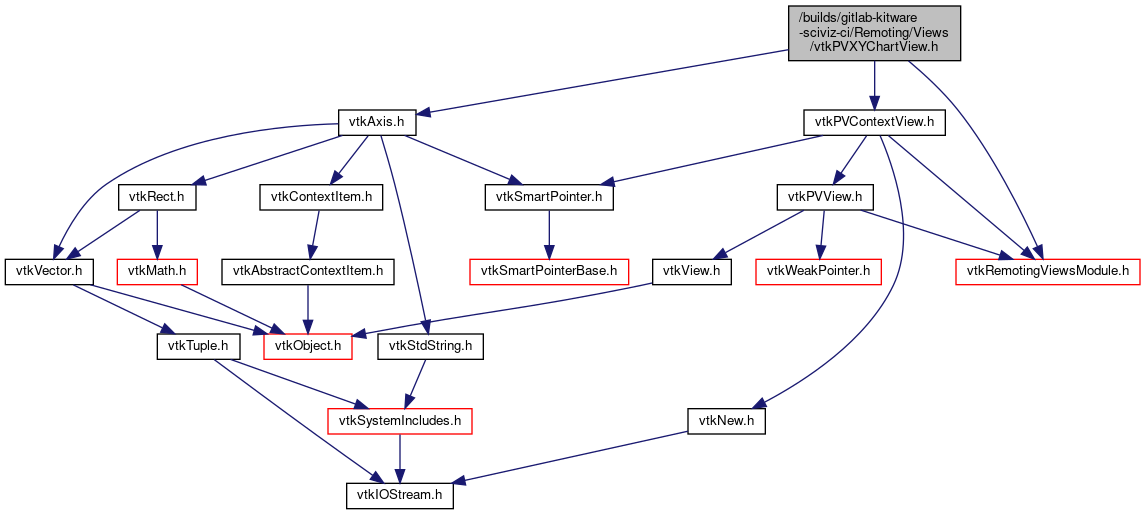 /builds/gitlab-kitware
-sciviz-ci/Remoting/Views
/vtkPVXYChartView.h
vtkAxis.h
vtkPVContextView.h
vtkRect.h
vtkContextItem.h
vtkSmartPointer.h
vtkPVView.h
vtkVector.h
vtkMath.h
vtkAbstractContextItem.h
vtkSmartPointerBase.h
vtkView.h
vtkWeakPointer.h
vtkRemotingViewsModule.h
vtkTuple.h
vtkObject.h
vtkStdString.h
vtkSystemIncludes.h
vtkNew.h
vtkIOStream.h